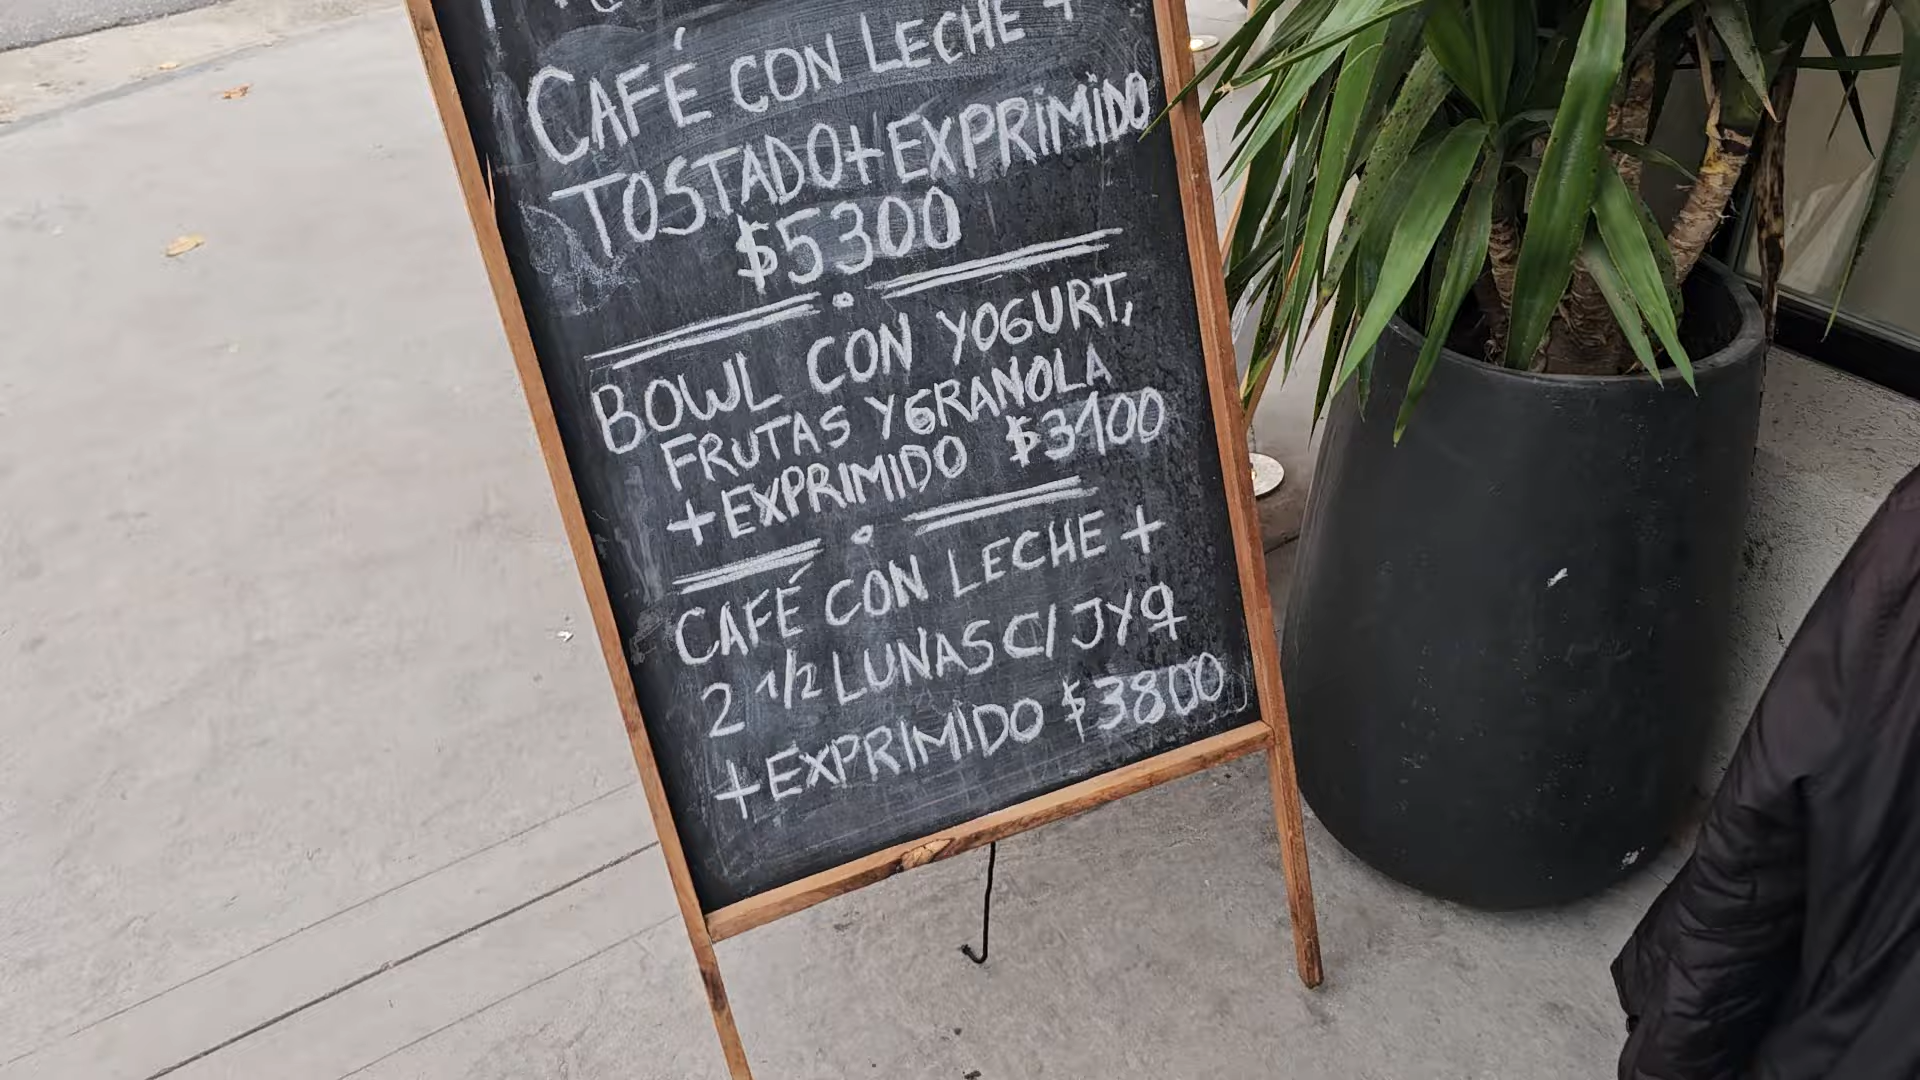 CAFÉ CON LECHE +
TOSTADO + EXPRIMIDO
$5300
BOWL CON YOGURT,
FRUTAS Y GRANOLA
+ EXPRIMIDO $3100
CAFÉ CON LECHE +
2 1/2 LUNAS C/ JYQ
+ EXPRIMIDO $3800